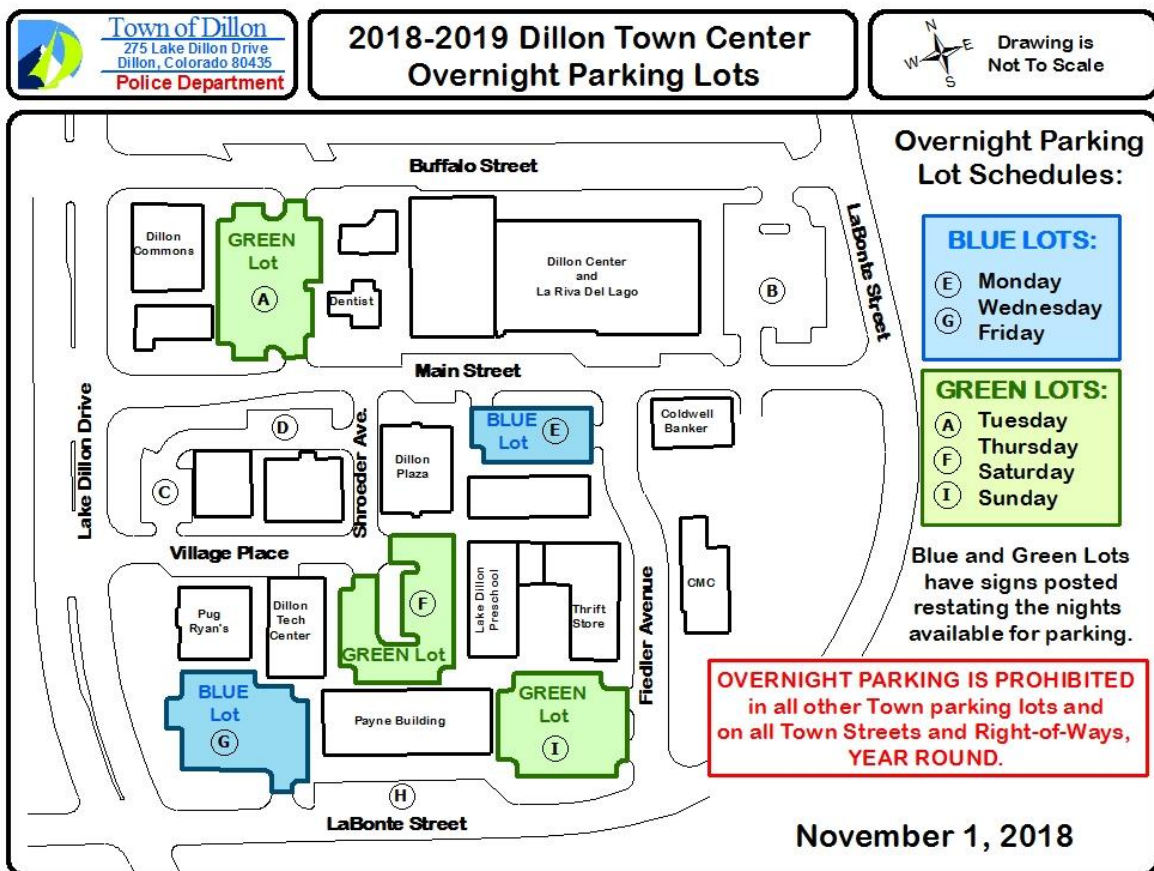 Town of Dillon
275 Lake Dillon Drive
Dillon, Colorado 80435
Police Department
2018-2019 Dillon Town Center
Overnight Parking Lots
N
E
W
S
Drawing is
Not To Scale
Buffalo Street
LaBonte Street
Dillon
Commons
GREEN
Lot
A
Dentist
Dillon Center
and
La Riva Del Lago
B
Main Street
Lake Dillon Drive
D
C
Shroeder Ave.
Dillon
Plaza
BLUE
Lot
E
Coldwell
Banker
Village Place
Pug
Ryan's
Dillon
Tech
Center
F
GREEN Lot
Lake Dillon
Preschool
Thrift
Store
Fiedler Avenue
CMC
BLUE
Lot
G
Payne Building
GREEN
Lot
I
H
LaBonte Street
Overnight Parking
Lot Schedules:
BLUE LOTS:
E Monday
Wednesday
G Friday
GREEN LOTS:
A Tuesday
Thursday
F Saturday
I Sunday
Blue and Green Lots
have signs posted
restating the nights
available for parking.
OVERNIGHT PARKING IS PROHIBITED
in all other Town parking lots and
on all Town Streets and Right-of-Ways,
YEAR ROUND.
November 1, 2018